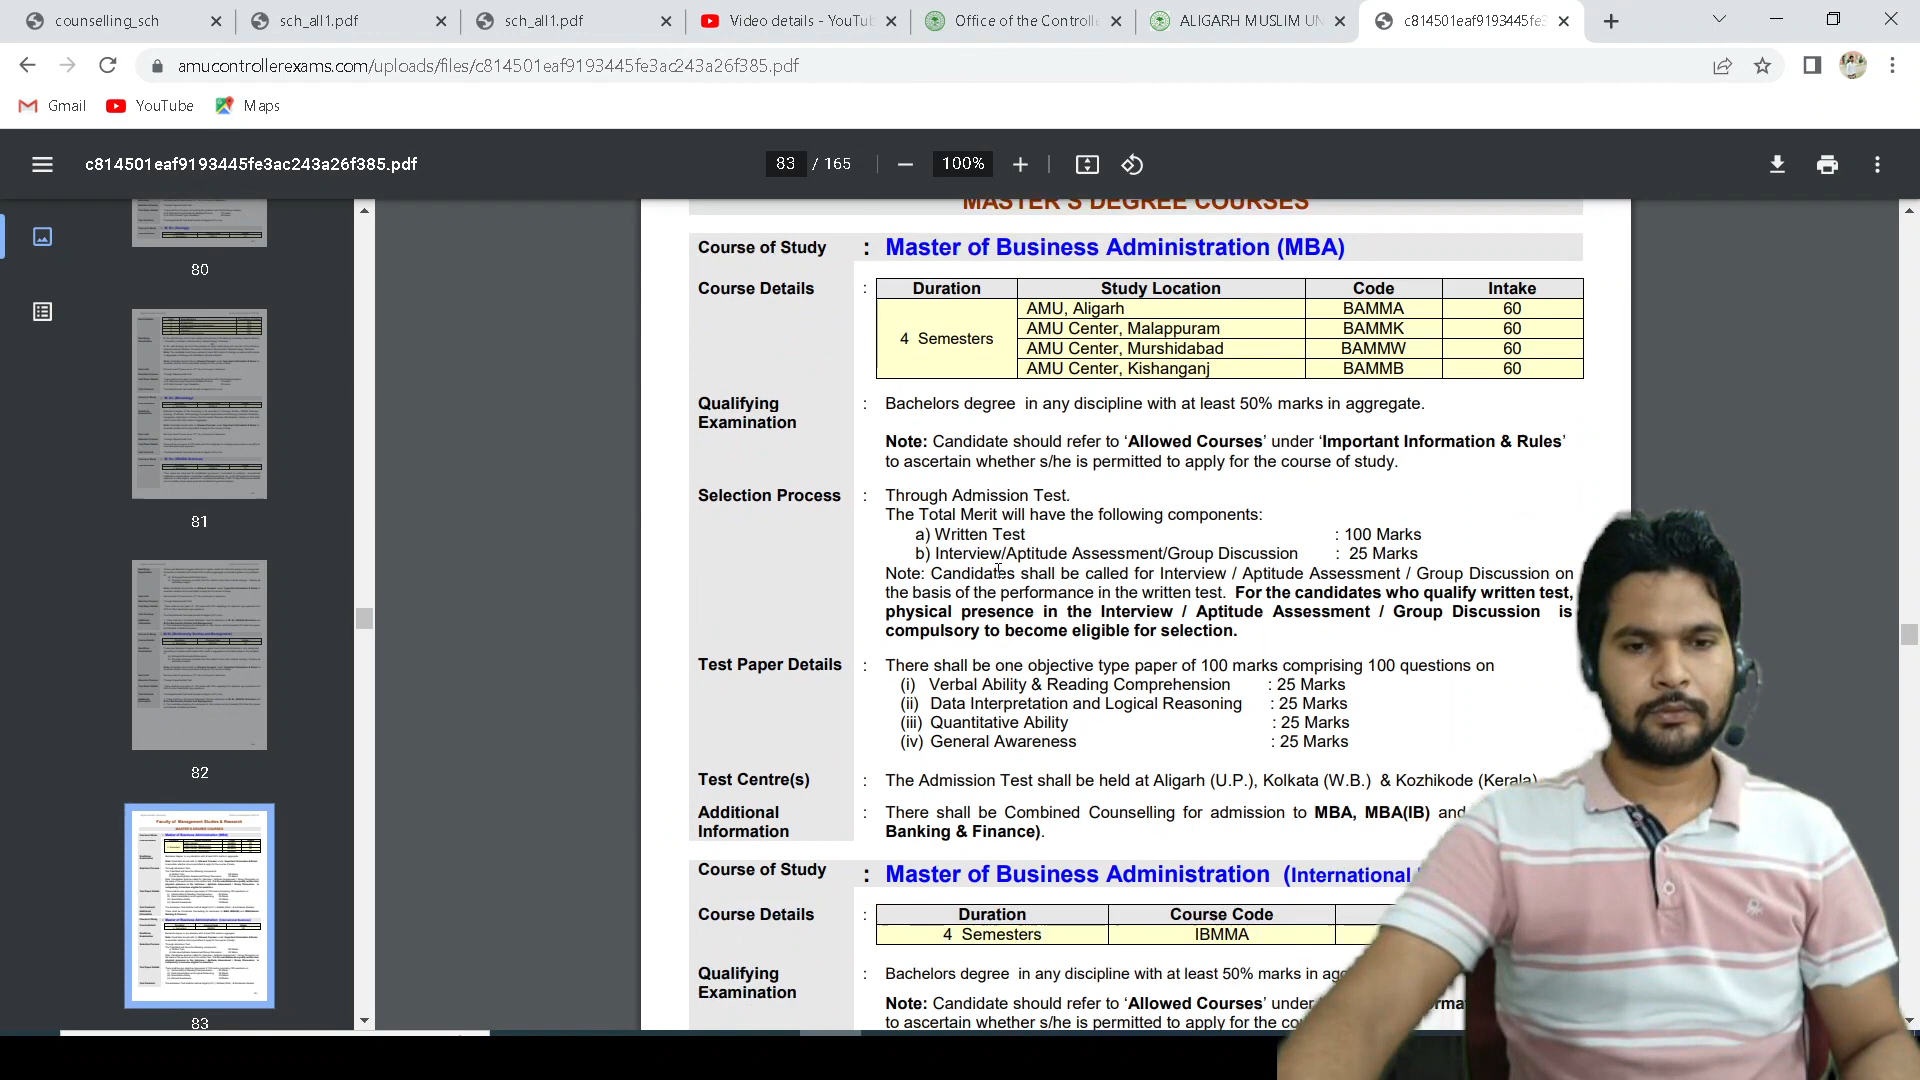 counselling_sch
sch_all1.pdf
sch_all1.pdf
Video details - YouTu
Office of the Controlle
ALIGARH MUSLIM UN
c814501eaf9193445fe3
amucontrollerexams.com/uploads/files/c814501eaf9193445fe3ac243a26f385.pdf
Gmail
YouTube
Maps
c814501eaf9193445fe3ac243a26f385.pdf
83 / 165
100%
80
81
82
Faculty of Management Studies & Research
83
MASTER'S DEGREE COURSES
Course of Study : Master of Business Administration (MBA)
Course Details :
Duration Study Location Code Intake
4 Semesters
AMU, Aligarh BAMMA 60
AMU Center, Malappuram BAMMK 60
AMU Center, Murshidabad BAMMW 60
AMU Center, Kishanganj BAMMB 60
Qualifying Examination : Bachelors degree in any discipline with at least 50% marks in aggregate.
Note: Candidate should refer to ‘Allowed Courses’ under ‘Important Information & Rules’
to ascertain whether s/he is permitted to apply for the course of study.
Selection Process : Through Admission Test.
The Total Merit will have the following components:
a) Written Test : 100 Marks
b) Interview/Aptitude Assessment/Group Discussion : 25 Marks
Note: Candidates shall be called for Interview / Aptitude Assessment / Group Discussion on
the basis of the performance in the written test. For the candidates who qualify written test,
physical presence in the Interview / Aptitude Assessment / Group Discussion is
compulsory to become eligible for selection.
Test Paper Details : There shall be one objective type paper of 100 marks comprising 100 questions on
(i) Verbal Ability & Reading Comprehension : 25 Marks
(ii) Data Interpretation and Logical Reasoning : 25 Marks
(iii) Quantitative Ability : 25 Marks
(iv) General Awareness : 25 Marks
Test Centre(s) : The Admission Test shall be held at Aligarh (U.P.), Kolkata (W.B.) & Kozhikode (Kerala)
Additional Information : There shall be Combined Counselling for admission to MBA, MBA(IB) and
Banking & Finance).
Course of Study : Master of Business Administration (International
Course Details :
Duration Course Code
4 Semesters IBMMA
Qualifying Examination : Bachelors degree in any discipline with at least 50% marks in agg
Note: Candidate should refer to ‘Allowed Courses’ under
to ascertain whether s/he is permitted to apply for the co